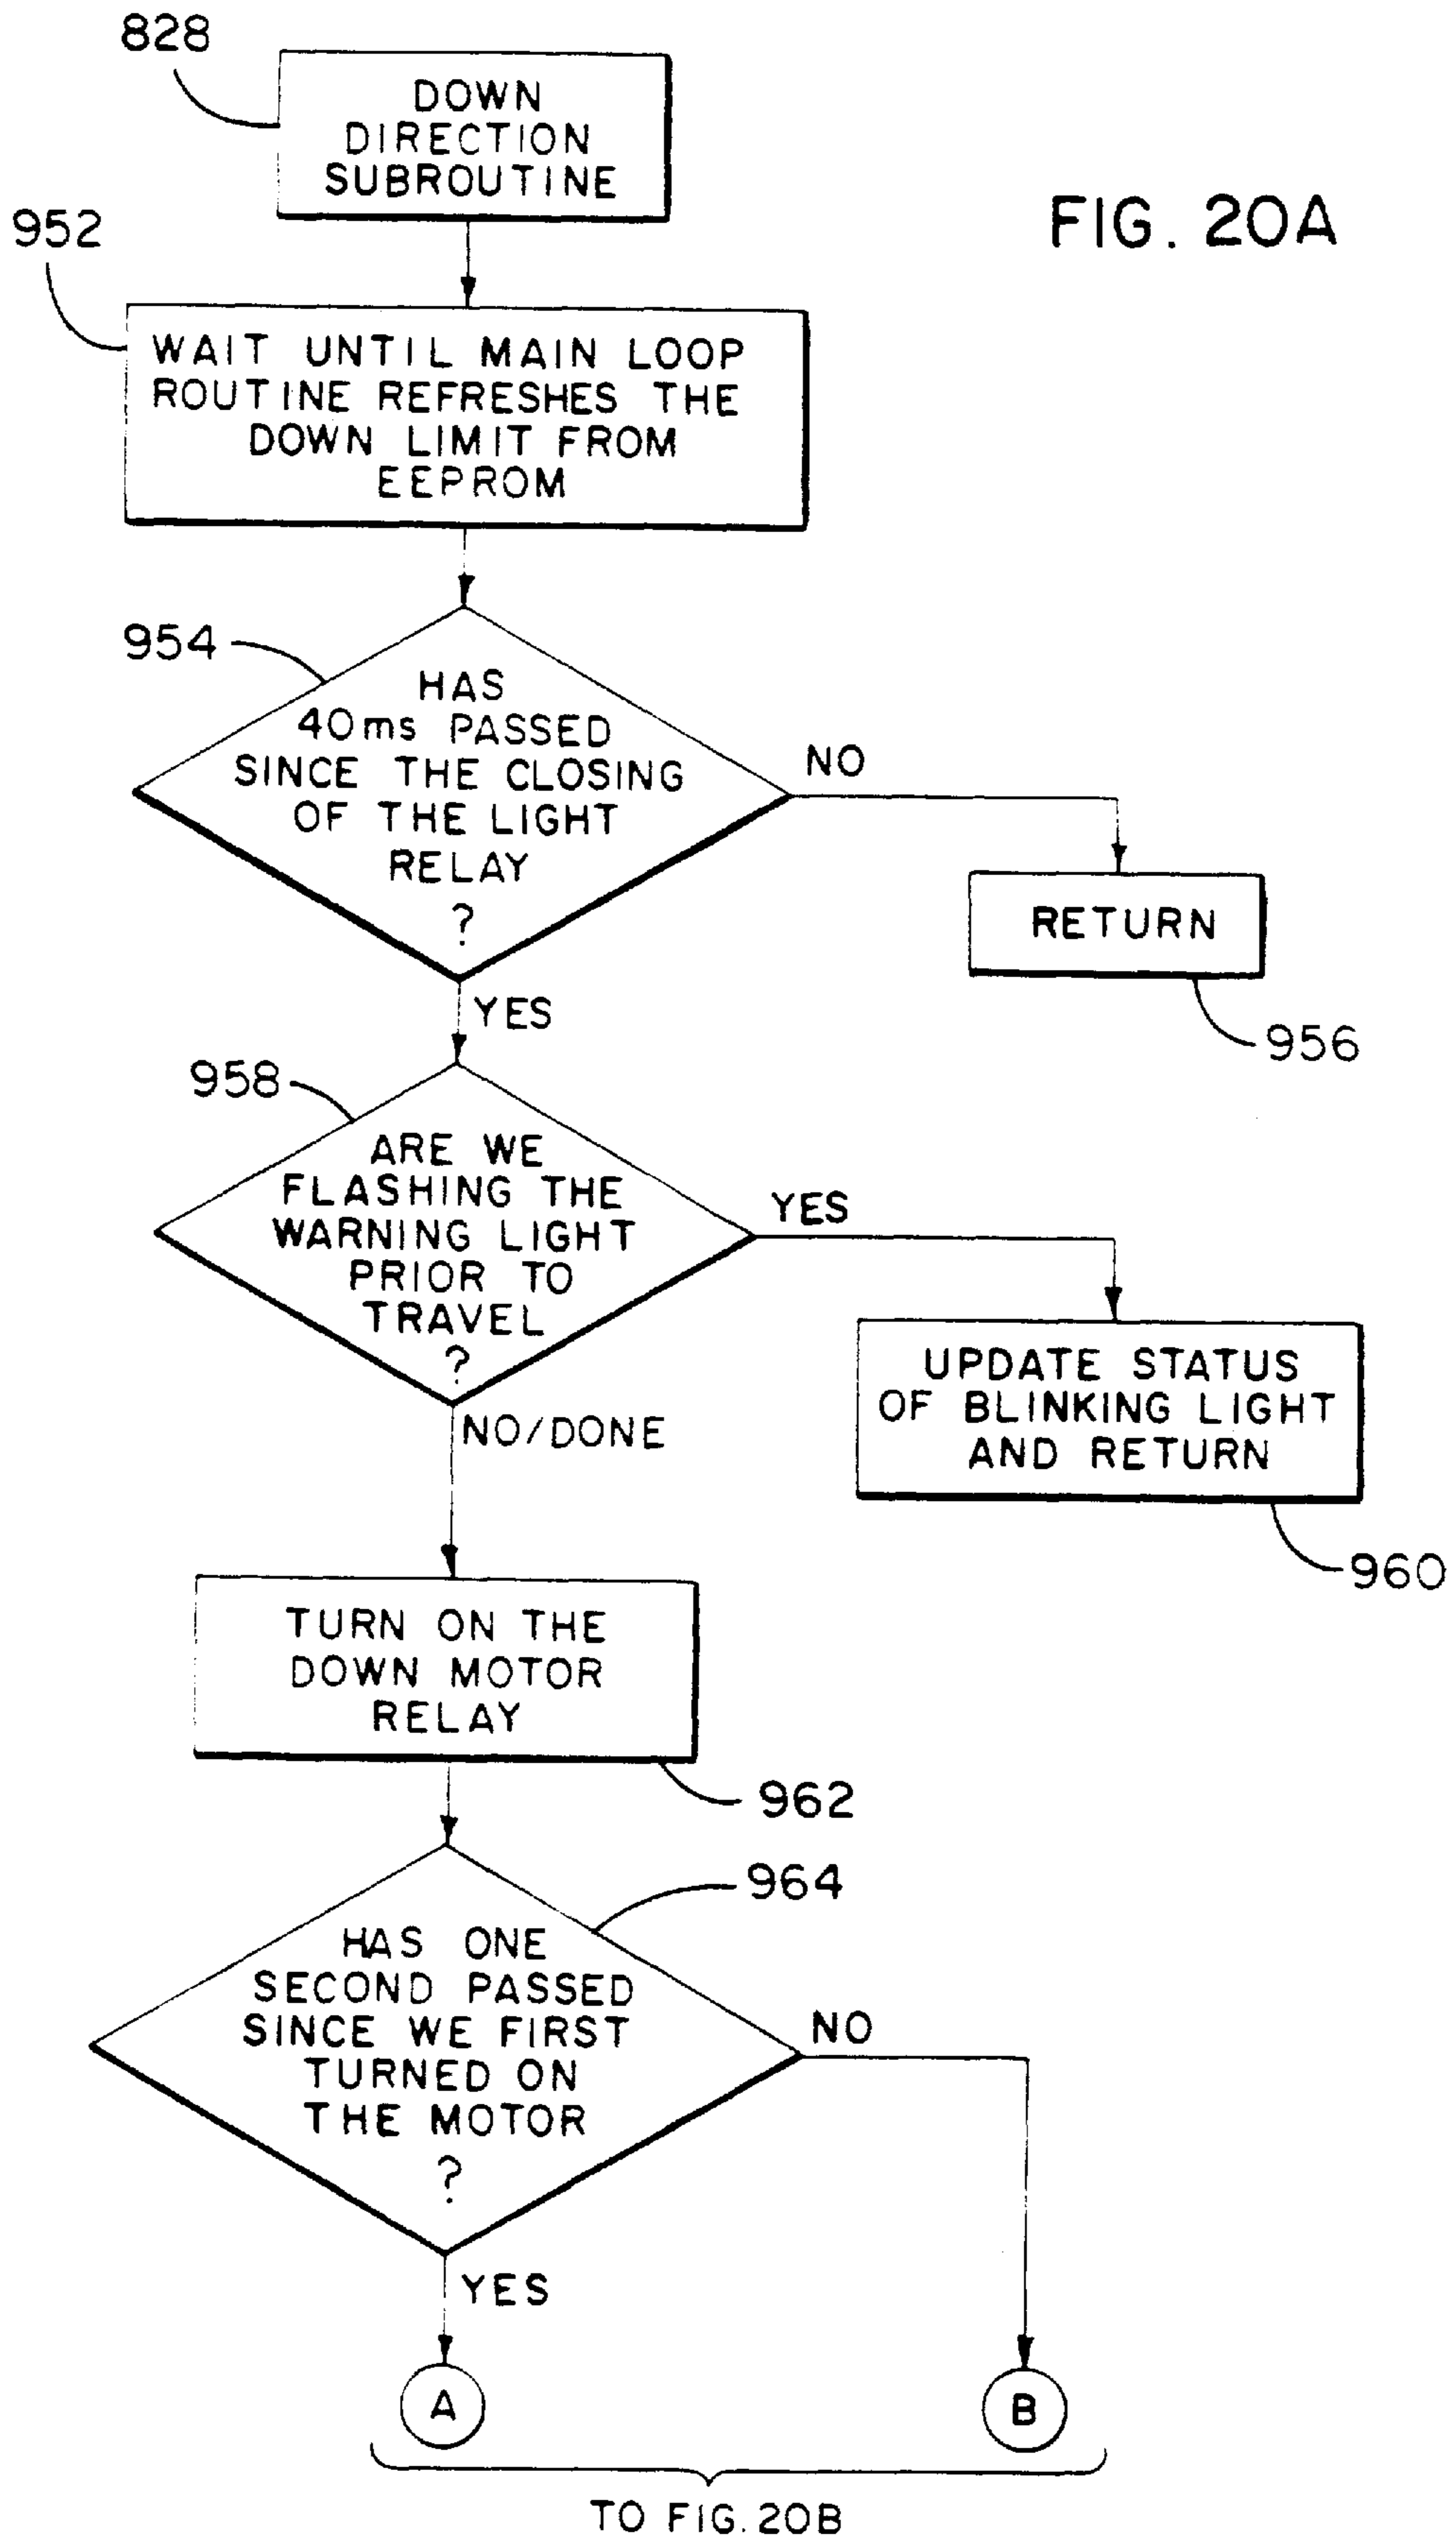 828
DOWN
DIRECTION
SUBROUTINE
FIG. 20A
952
WAIT UNTIL MAIN LOOP
ROUTINE REFRESHES THE
DOWN LIMIT FROM
EEPROM
954
HAS
40ms PASSED
SINCE THE CLOSING
OF THE LIGHT
RELAY
?
NO
RETURN
956
YES
958
ARE WE
FLASHING THE
WARNING LIGHT
PRIOR TO
TRAVEL
?
YES
UPDATE STATUS
OF BLINKING LIGHT
AND RETURN
960
NO/DONE
TURN ON THE
DOWN MOTOR
RELAY
962
964
HAS ONE
SECOND PASSED
SINCE WE FIRST
TURNED ON
THE MOTOR
?
NO
YES
A
B
TO FIG. 20B